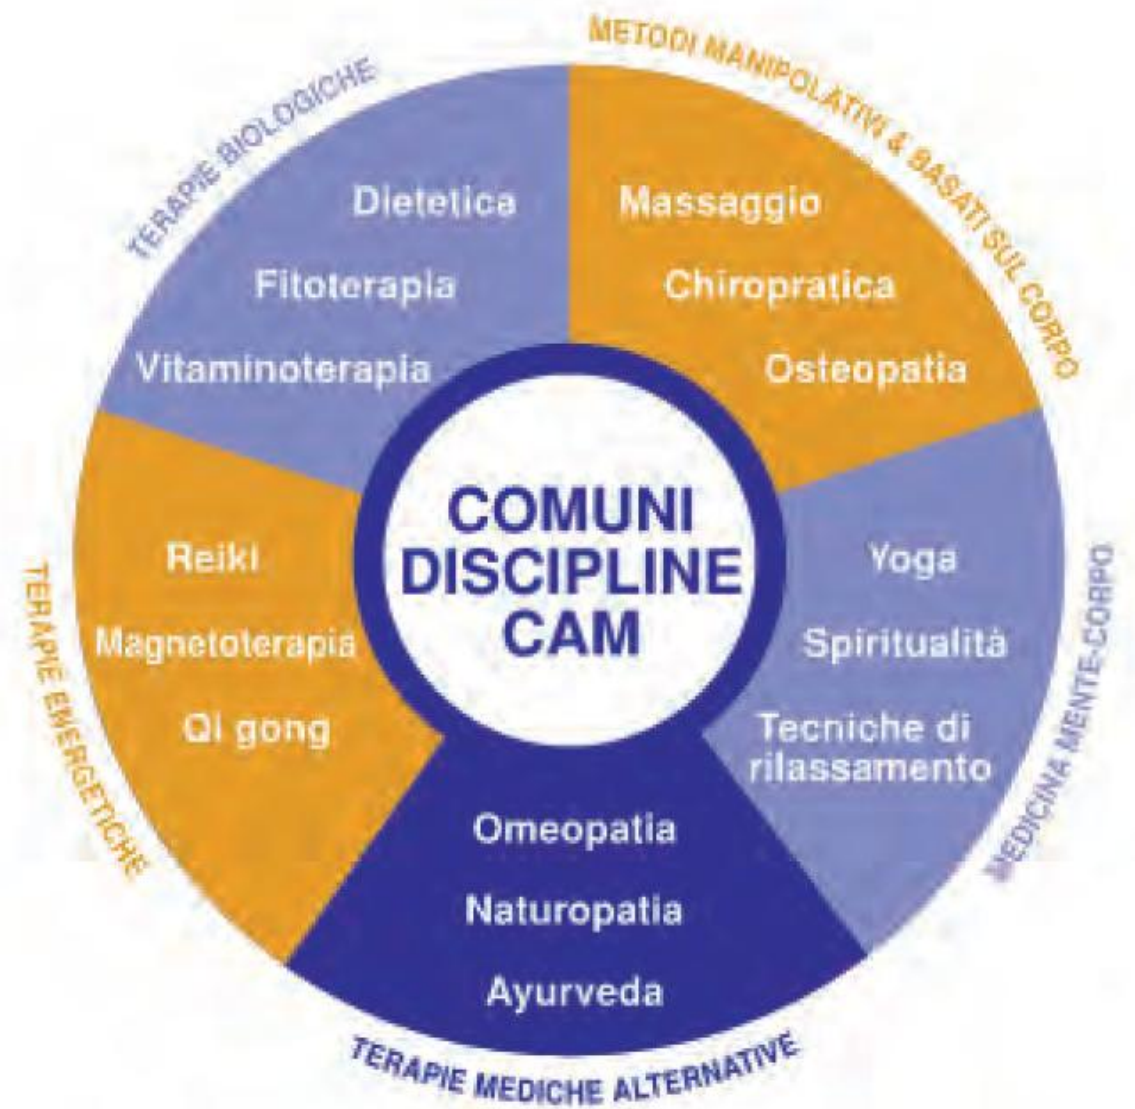 METODI MANIPOLATIVI & BASATI SUL CORPO
Massaggio
Chiropratica
Osteopatia
MEDICINA MENTE-CORPO
Yoga
Spiritualità
Tecniche di
rilassamento
TERAPIE MEDICHE ALTERNATIVE
Omeopatia
Naturopatia
Ayurveda
TERAPIE ENERGETICHE
Reiki
Magnetoterapia
Qi gong
TERAPIE BIOLOGICHE
Dietetica
Fitoterapia
Vitaminoterapia
COMUNI
DISCIPLINE
CAM